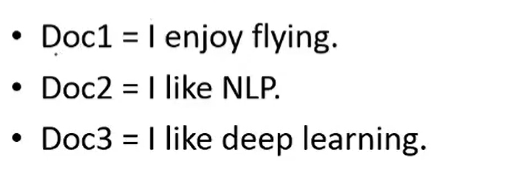 • Doc1 = I enjoy flying.
• Doc2 = I like NLP.
• Doc3 = I like deep learning.